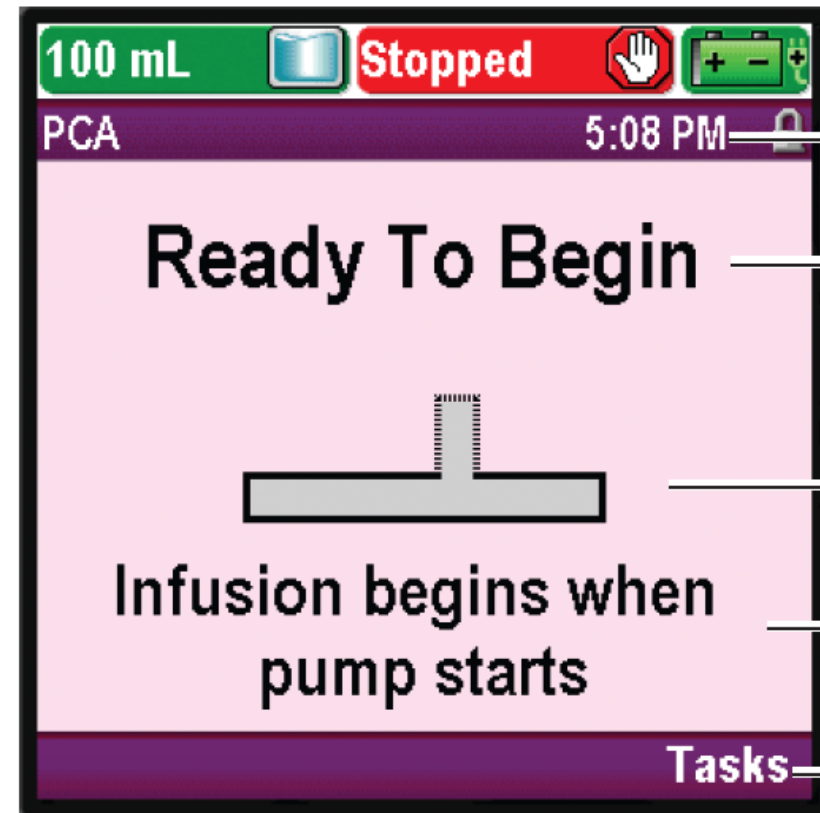 100 mL Stopped
PCA 5:08 PM
Ready To Begin
Infusion begins when
pump starts
Tasks